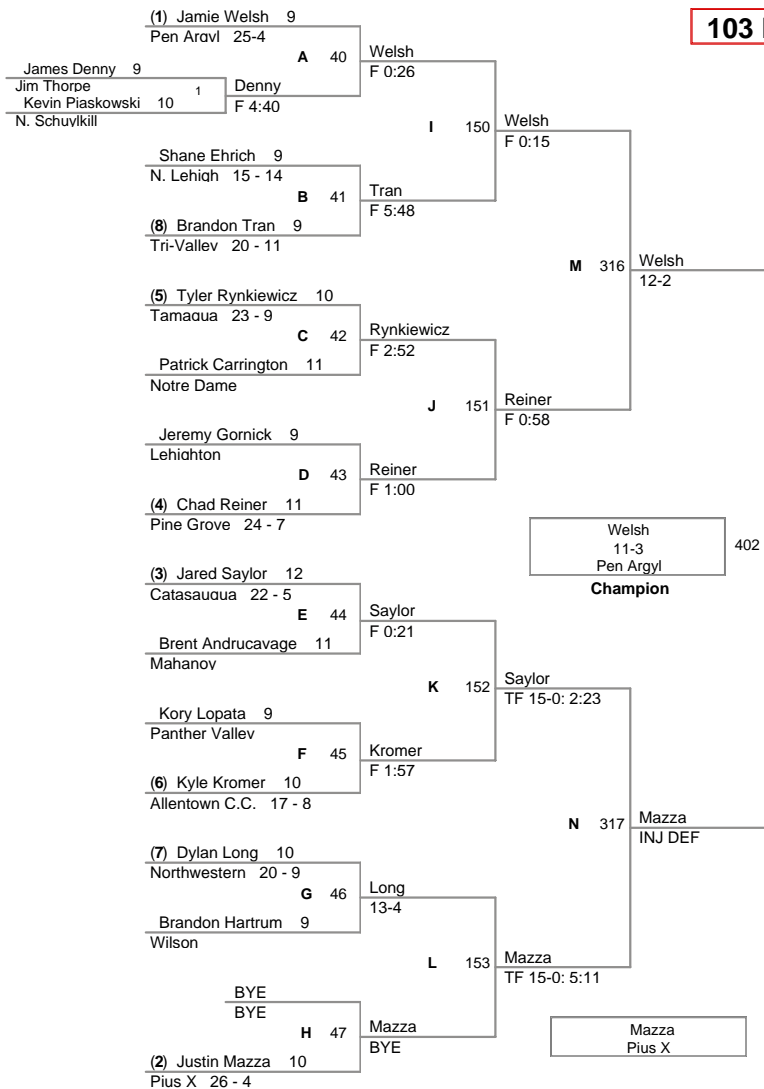 103
(1) Jamie Welsh 9
Pen Argyl 25-4
A 40
Welsh
F 0:26
James Denny 9
Jim Thorpe
1
Kevin Piaskowski 10
N. Schuylkill
Denny
F 4:40
I 150
Welsh
F 0:15
Shane Ehrich 9
N. Lehigh 15 - 14
B 41
Tran
F 5:48
(8) Brandon Tran 9
Tri-Valley 20 - 11
M 316
Welsh
12-2
(5) Tyler Rynkiewicz 10
Tamaqua 23 - 9
C 42
Rynkiewicz
F 2:52
Patrick Carrington 11
Notre Dame
J 151
Reiner
F 0:58
Jeremy Gornick 9
Lehighton
D 43
Reiner
F 1:00
(4) Chad Reiner 11
Pine Grove 24 - 7
Welsh
11-3
Pen Argyl
402
Champion
(3) Jared Saylor 12
Catasauqua 22 - 5
E 44
Saylor
F 0:21
Brent Andrucavage 11
Mahanoy
K 152
Saylor
TF 15-0: 2:23
Kory Lopata 9
Panther Valley
F 45
Kromer
F 1:57
(6) Kyle Kromer 10
Allentown C.C. 17 - 8
N 317
Mazza
INJ DEF
(7) Dylan Long 10
Northwestern 20 - 9
G 46
Long
13-4
Brandon Hartrum 9
Wilson
L 153
Mazza
TF 15-0: 5:11
BYE
BYE
H 47
Mazza
BYE
(2) Justin Mazza 10
Pius X 26 - 4
Mazza
Pius X